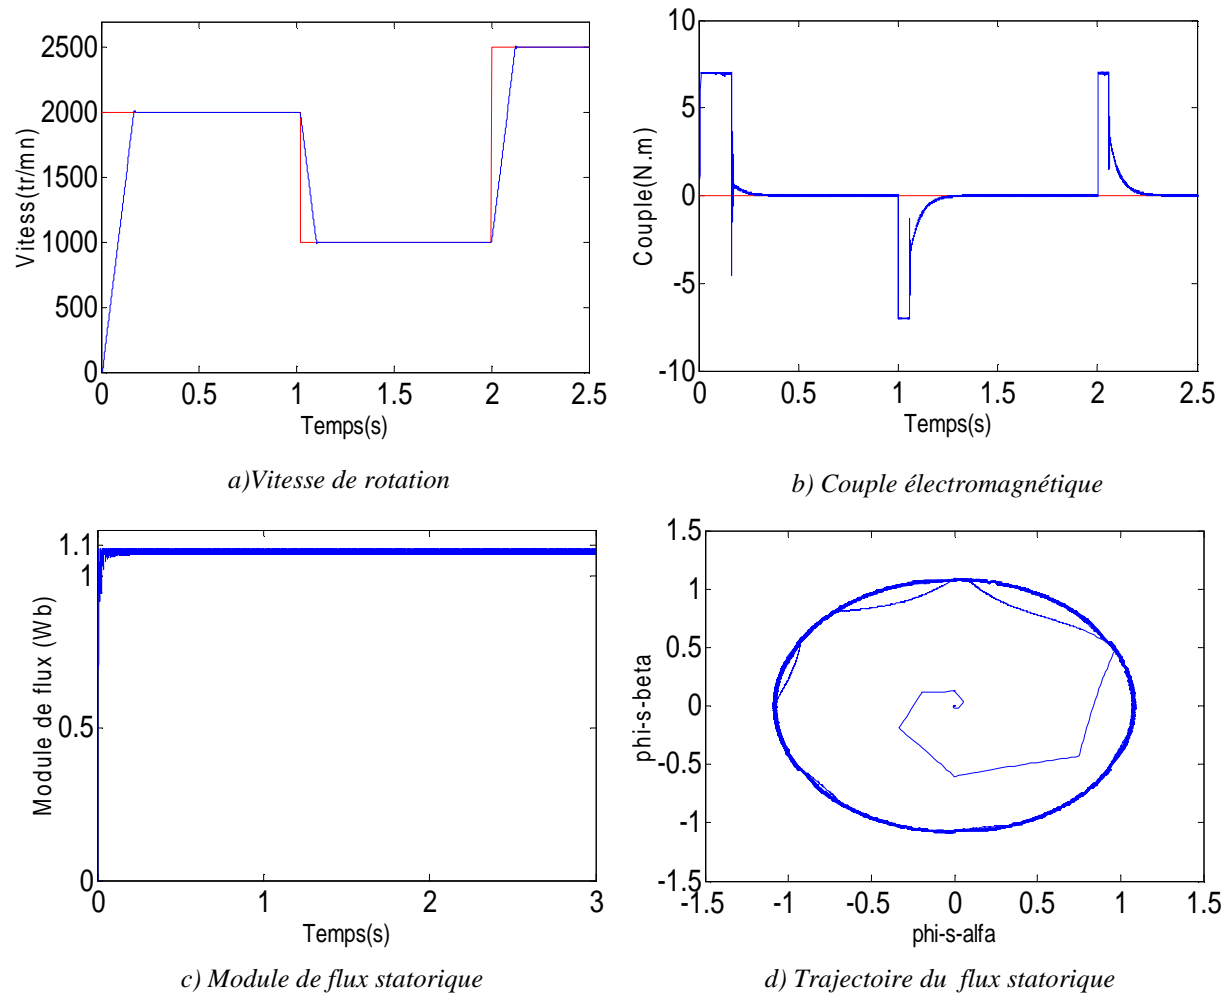 2500
2000
1500
1000
500
0
Vitess(tr/mn)
0 0.5 1 1.5 2 2.5
Temps(s)
a)Vitesse de rotation
10
5
0
-5
-10
Couple(N.m)
0 0.5 1 1.5 2 2.5
Temps(s)
b) Couple électromagnétique
1.1
1
0.5
0
Module de flux (Wb)
0 1 2 3
Temps(s)
c) Module de flux statorique
1.5
1
0.5
0
-0.5
-1
-1.5
phi-s-beta
-1.5 -1 -0.5 0 0.5 1 1.5
phi-s-alfa
d) Trajectoire du flux statorique